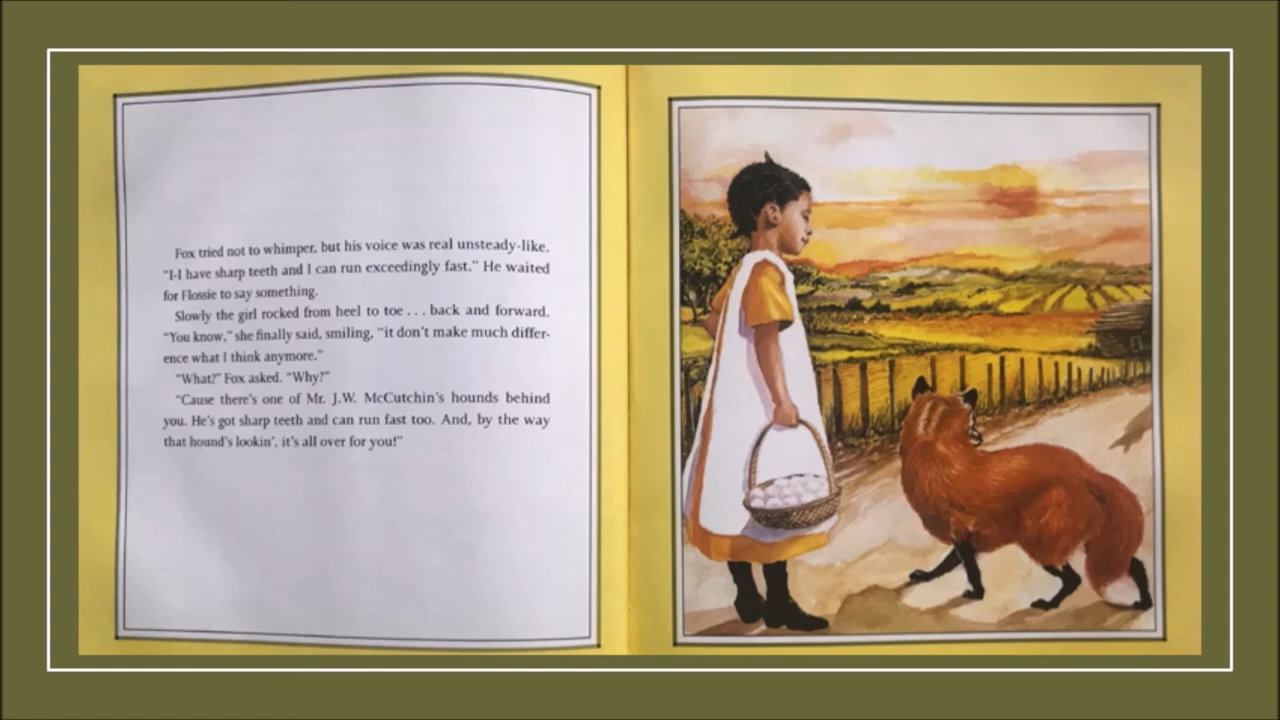 Fox tried not to whimper, but his voice was real unsteady-like.
"I-I have sharp teeth and I can run exceedingly fast." He waited
for Flossie to say something.
Slowly the girl rocked from heel to toe . . . back and forward.
"You know," she finally said, smiling, "it don't make much differ-
ence what I think anymore."
"What?" Fox asked. "Why?"
"Cause there's one of Mr. J.W. McCutchin's hounds behind
you. He's got sharp teeth and can run fast too. And, by the way
that hound's lookin', it's all over for you!"